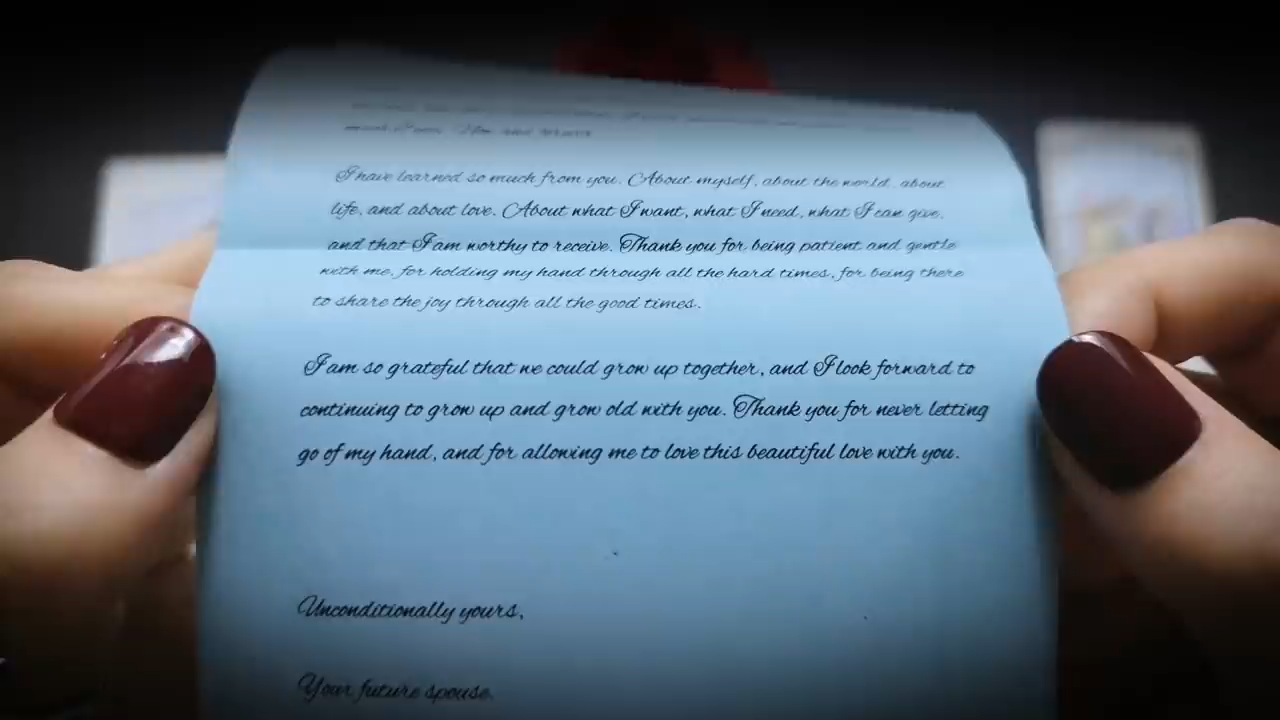 I have learned so much from you. About myself, about the world, about
life, and about love. About what I want, what I need, what I can give,
and that I am worthy to receive. Thank you for being patient and gentle
with me, for holding my hand through all the hard times, for being there
to share the joy through all the good times.
I am so grateful that we could grow up together, and I look forward to
continuing to grow up and grow old with you. Thank you for never letting
go of my hand, and for allowing me to love this beautiful love with you.
Unconditionally yours,
Your future spouse.